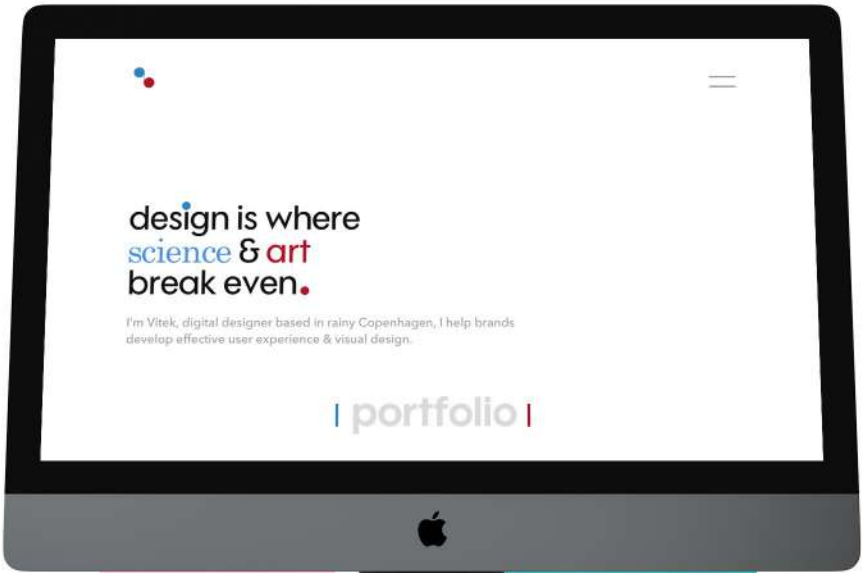 design is where
science & art
break even.
I'm Vitek, digital designer based in rainy Copenhagen, I help brands
develop effective user experience & visual design.
| portfolio |